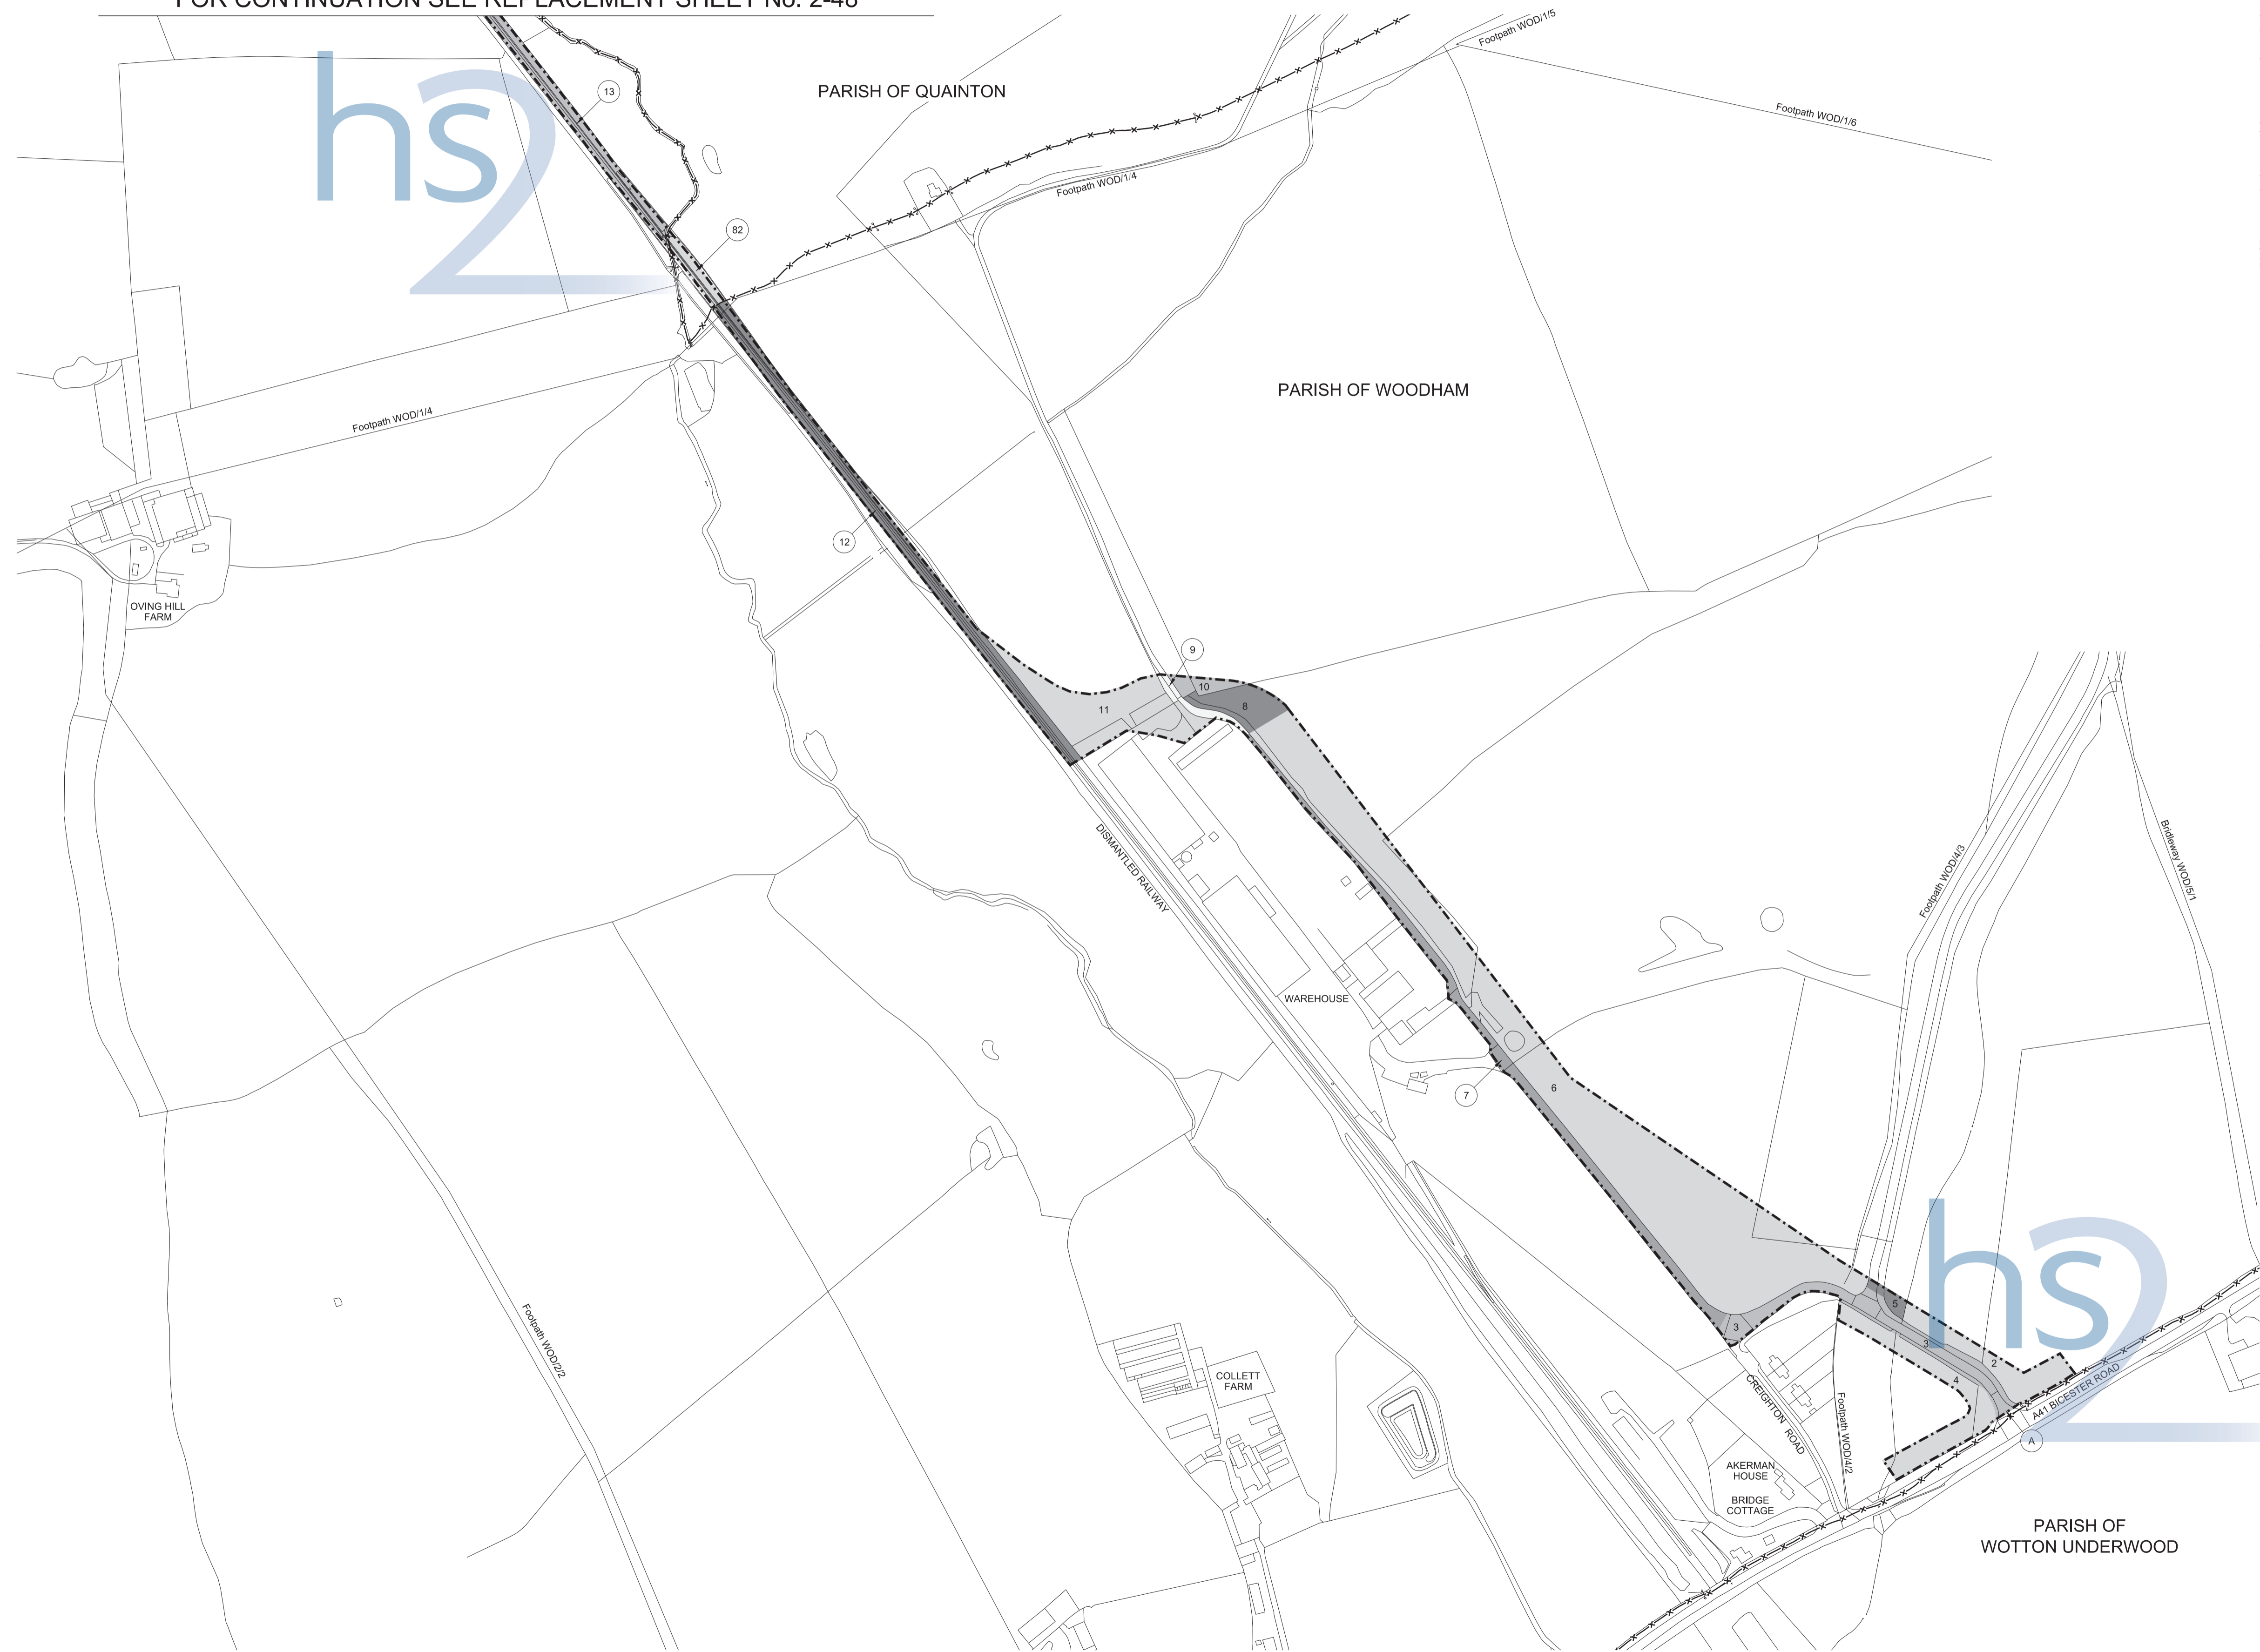 FOR CONTINUATION SEE REPLACEMENT SHEET No. 2-48
Footpath WOD/1/5
hs2
13
PARISH OF QUAINTON
Footpath WOD/1/6
Footpath WOD/1/4
82
PARISH OF WOODHAM
Footpath WOD/1/4
12
OVING HILL
FARM
9
10
8
11
DISMANTLED RAILWAY
Footpath WOD/4/3
Bridleway WOD/5/1
WAREHOUSE
7
6
hs2
5
3
3
2
4
Footpath WOD/2/2
COLLETT
FARM
CREIGHTON ROAD
Footpath WOD/4/2
A41 BICESTER ROAD
A
AKERMAN
HOUSE
BRIDGE
COTTAGE
PARISH OF
WOTTON UNDERWOOD